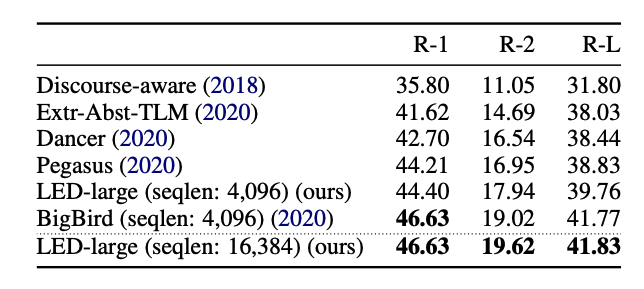 R-1 R-2 R-L
Discourse-aware (2018) 35.80 11.05 31.80
Extr-Abst-TLM (2020) 41.62 14.69 38.03
Dancer (2020) 42.70 16.54 38.44
Pegasus (2020) 44.21 16.95 38.83
LED-large (seqlen: 4,096) (ours) 44.40 17.94 39.76
BigBird (seqlen: 4,096) (2020) 46.63 19.02 41.77
LED-large (seqlen: 16,384) (ours) 46.63 19.62 41.83